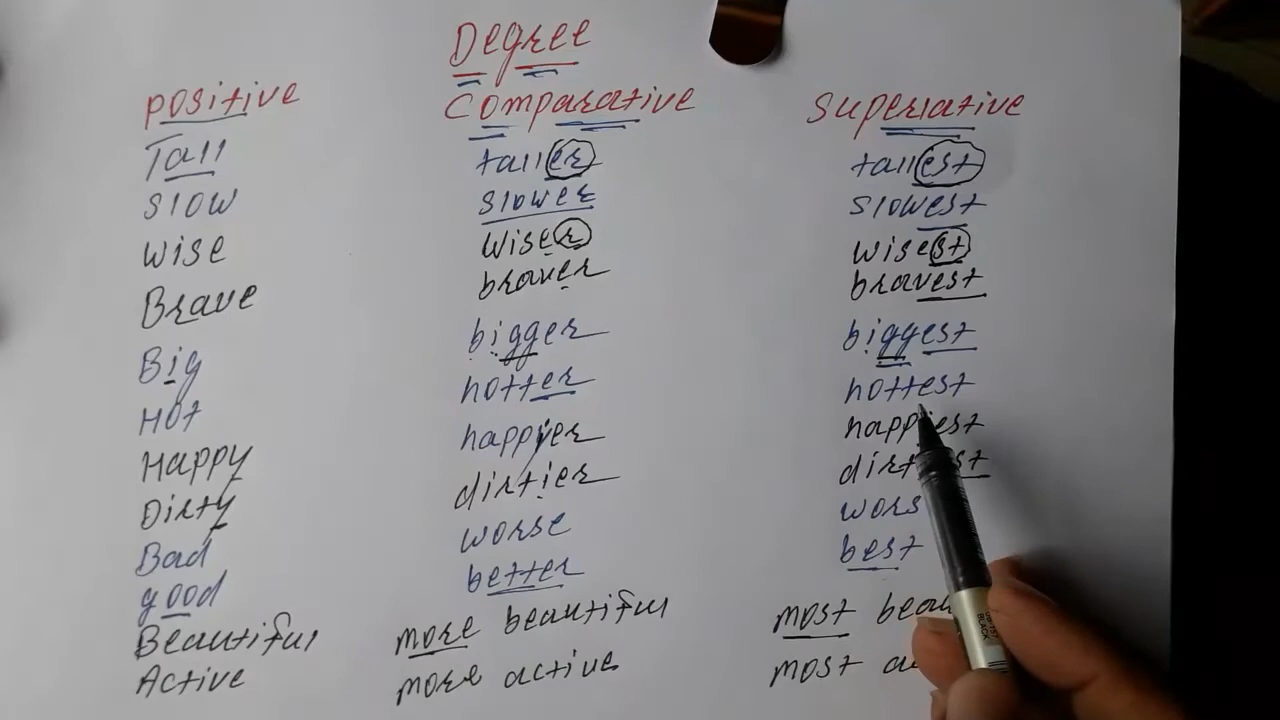 Degree
Positive Comparative Superlative
Tall taller tallest
Slow slower slowest
Wise wiser wisest
Brave braver bravest
Big bigger biggest
Hot hotter hottest
Happy happier happiest
Dirty dirtier
Bad worse
good better best
Beautiful more beautiful most
Active more active most